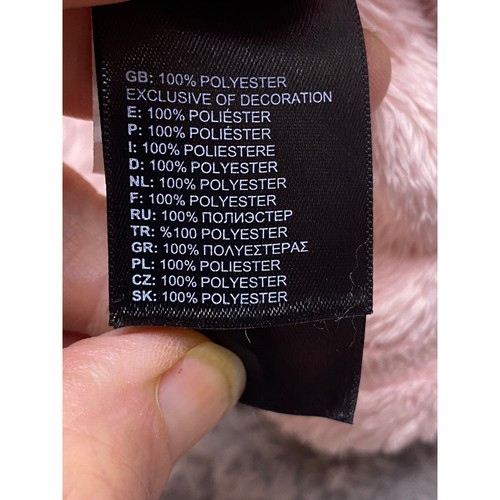 GB: 100% POLYESTER
EXCLUSIVE OF DECORATION
E: 100% POLIÉSTER
P: 100% POLIÉSTER
I: 100% POLIESTERE
D: 100% POLYESTER
NL: 100% POLYESTER
F: 100% POLYESTER
RU: 100% ПОЛИЭСТЕР
TR: %100 POLYESTER
GR: 100% ΠΟΛΥΕΣΤΕΡΑΣ
PL: 100% POLIESTER
CZ: 100% POLYESTER
SK: 100% POLYESTER